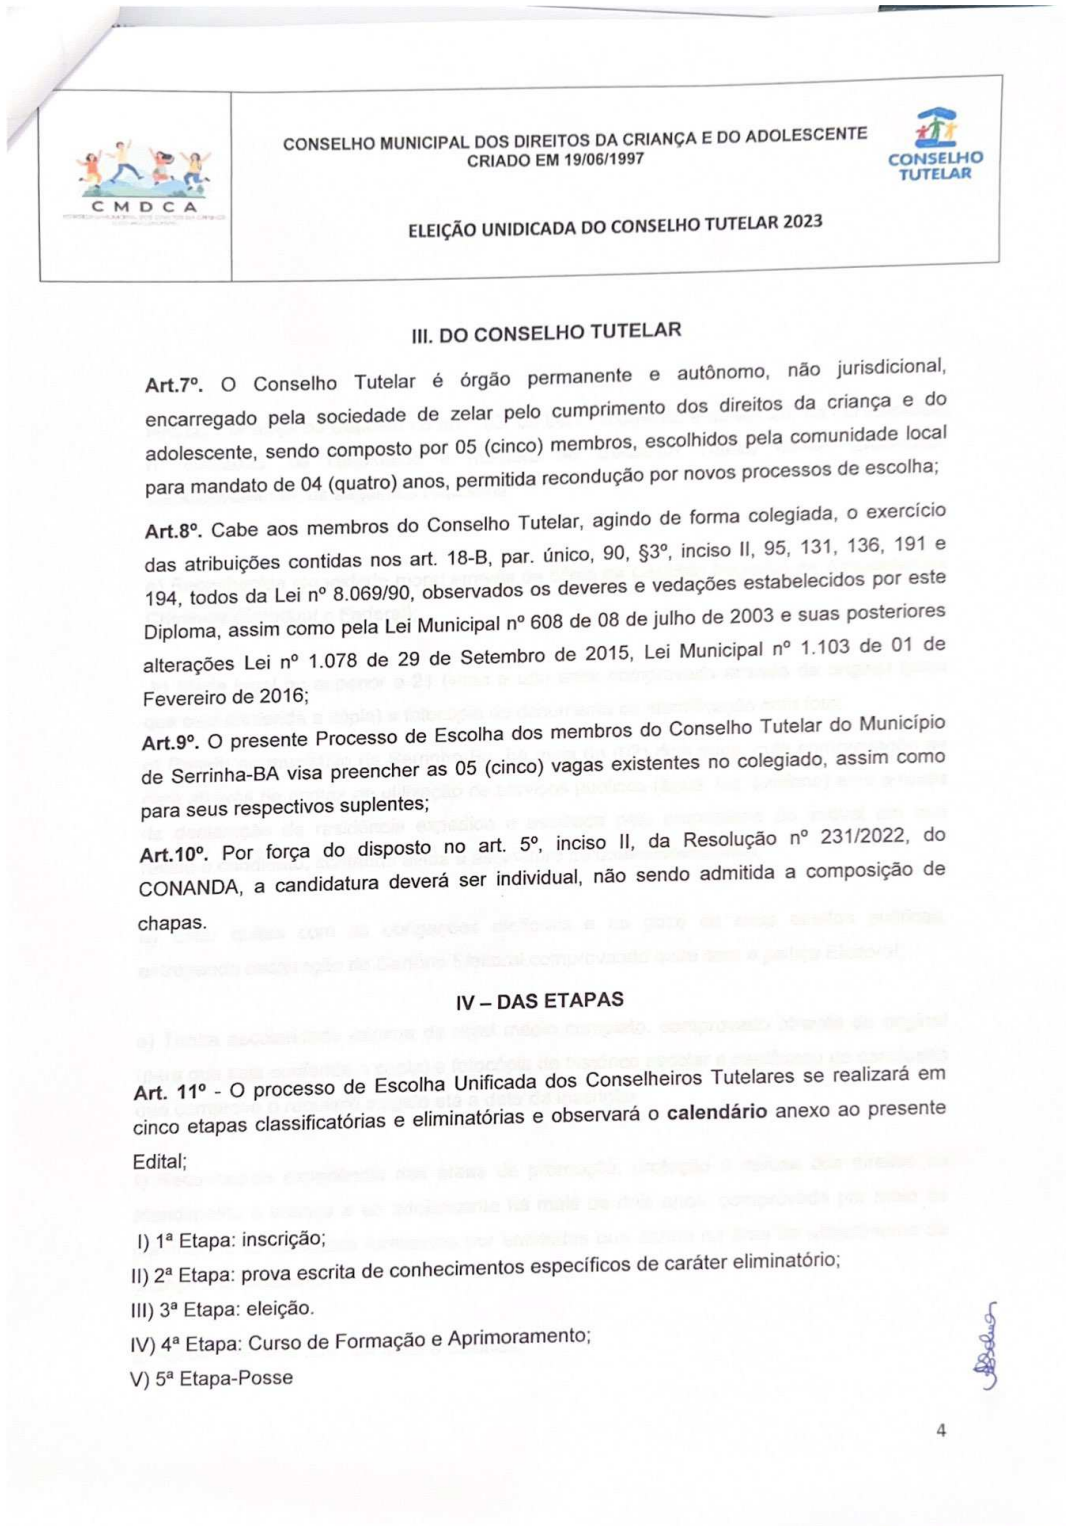 CONSELHO MUNICIPAL DOS DIREITOS DA CRIANÇA E DO ADOLESCENTE
CRIADO EM 19/06/1997
CMDCA
CONSELHO
TUTELAR
ELEIÇÃO UNIDICADA DO CONSELHO TUTELAR 2023
III. DO CONSELHO TUTELAR
Art.7º. O Conselho Tutelar é órgão permanente e autônomo, não jurisdicional,
encarregado pela sociedade de zelar pelo cumprimento dos direitos da criança e do
adolescente, sendo composto por 05 (cinco) membros, escolhidos pela comunidade local
para mandato de 04 (quatro) anos, permitida recondução por novos processos de escolha;
Art.8º. Cabe aos membros do Conselho Tutelar, agindo de forma colegiada, o exercício
das atribuições contidas nos art. 18-B, par. único, 90, §3º, inciso II, 95, 131, 136, 191 e
194, todos da Lei nº 8.069/90, observados os deveres e vedações estabelecidos por este
Diploma, assim como pela Lei Municipal nº 608 de 08 de julho de 2003 e suas posteriores
alterações Lei nº 1.078 de 29 de Setembro de 2015, Lei Municipal nº 1.103 de 01 de
Fevereiro de 2016;
Art.9º. O presente Processo de Escolha dos membros do Conselho Tutelar do Município
de Serrinha-BA visa preencher as 05 (cinco) vagas existentes no colegiado, assim como
para seus respectivos suplentes;
Art.10º. Por força do disposto no art. 5º, inciso II, da Resolução nº 231/2022, do
CONANDA, a candidatura deverá ser individual, não sendo admitida a composição de
chapas.
IV – DAS ETAPAS
Art. 11º - O processo de Escolha Unificada dos Conselheiros Tutelares se realizará em
cinco etapas classificatórias e eliminatórias e observará o calendário anexo ao presente
Edital;
I) 1ª Etapa: inscrição;
II) 2ª Etapa: prova escrita de conhecimentos específicos de caráter eliminatório;
III) 3ª Etapa: eleição.
IV) 4ª Etapa: Curso de Formação e Aprimoramento;
V) 5ª Etapa-Posse
4